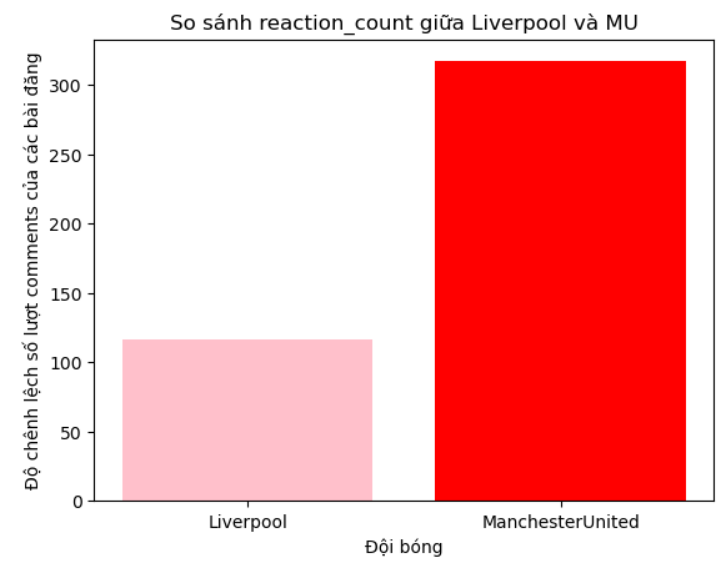 So sánh reaction_count giữa Liverpool và MU
Độ chênh lệch số lượt comments của các bài đăng
300
250
200
150
100
50
0
Liverpool
ManchesterUnited
Đội bóng